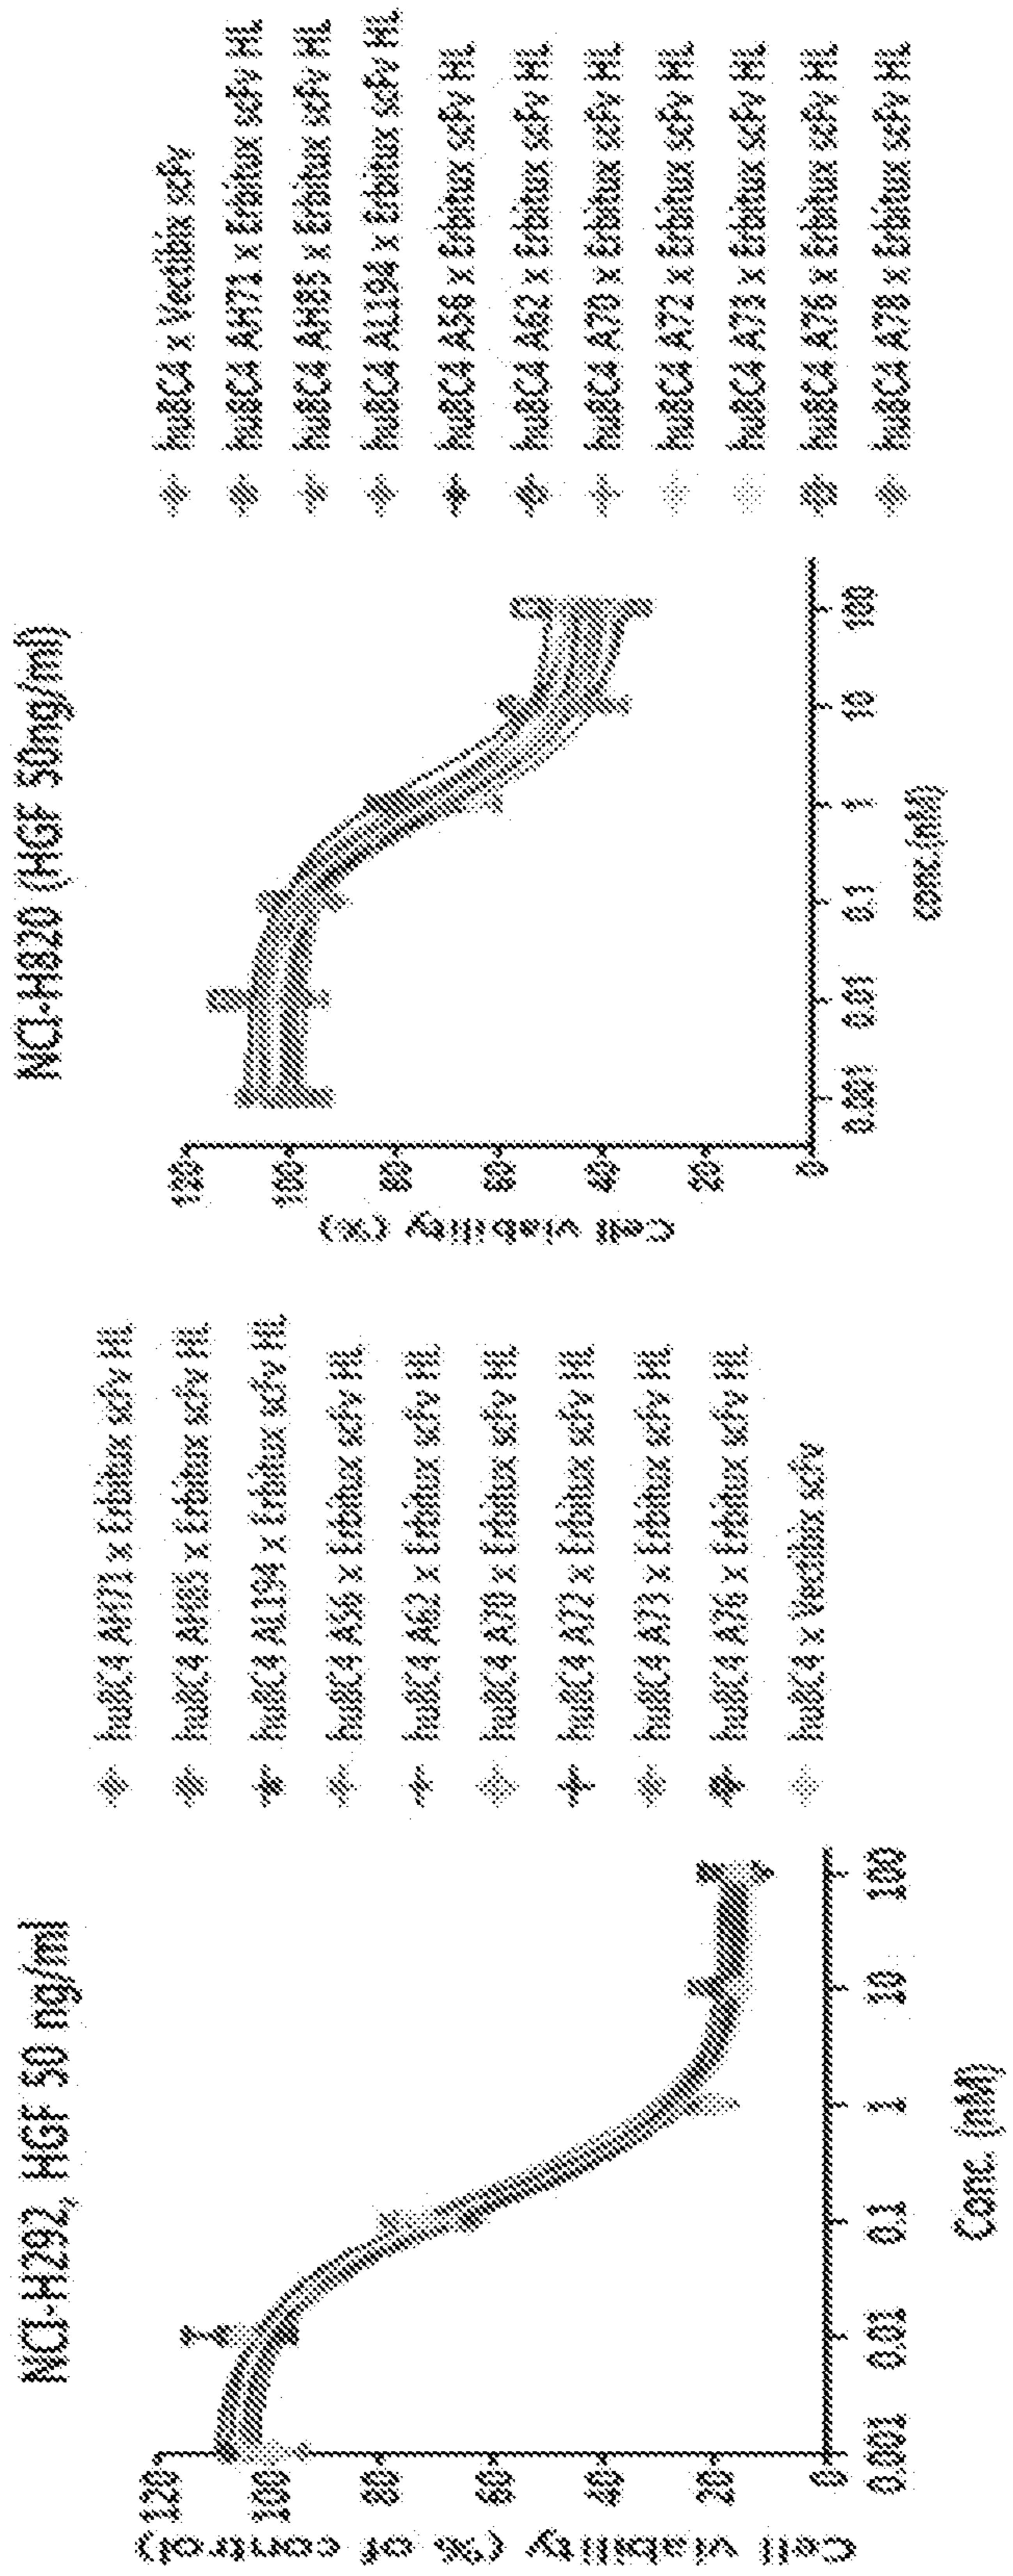 NCI-H292, HGF 50 ng/ml
Cell viability (% of control)
120
100
80
60
40
20
0
0.001
0.01
0.1
1
10
100
Conc. (nM)
hu8C4 AH71 x Erbitux scfv HL
hu8C4 AH85 x Erbitux scfv HL
hu8C4 AL194 x Erbitux scfv HL
hu8C4 A56 x Erbitux scfv HL
hu8C4 A62 x Erbitux scfv HL
hu8C4 A70 x Erbitux scfv HL
hu8C4 A72 x Erbitux scfv HL
hu8C4 A73 x Erbitux scfv HL
hu8C4 A76 x Erbitux scfv HL
hu8C4 x Vectibix scfv
NCI-H820 (HGF 50ng/ml)
Cell viability (%)
120
100
80
60
40
20
0
0.001
0.01
0.1
1
10
100
conc.(nM)
hu8C4 x Vectibix scfv
hu8C4 AH71 x Erbitux scfv HL
hu8C4 AH85 x Erbitux scfv HL
hu8C4 AL194 x Erbitux scfv HL
hu8C4 A56 x Erbitux scfv HL
hu8C4 A62 x Erbitux scfv HL
hu8C4 A70 x Erbitux scfv HL
hu8C4 A72 x Erbitux scfv HL
hu8C4 A73 x Erbitux scfv HL
hu8C4 A76 x Erbitux scfv HL
hu8C4 A78 x Erbitux scfv HL